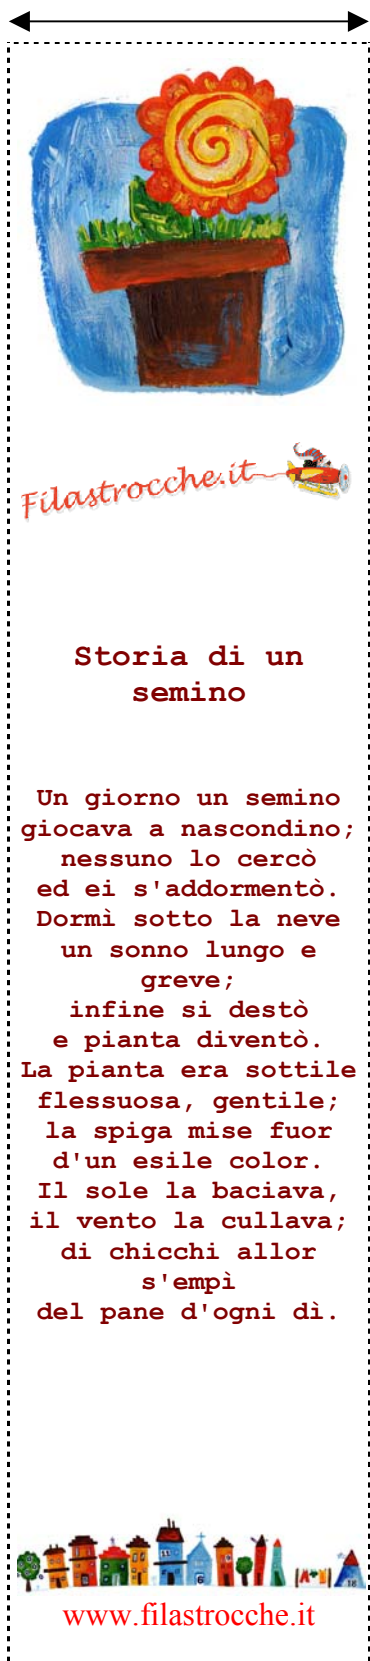 Filastrocche.it
Storia di un
semino
Un giorno un semino
giocava a nascondino;
nessuno lo cercò
ed ei s'addormentò.
Dormì sotto la neve
un sonno lungo e
greve;
infine si destò
e pianta diventò.
La pianta era sottile
flessuosa, gentile;
la spiga mise fuor
d'un esile color.
Il sole la baciava,
il vento la cullava;
di chicchi allor
s'empì
del pane d'ogni dì.
6
16
www.filastrocche.it